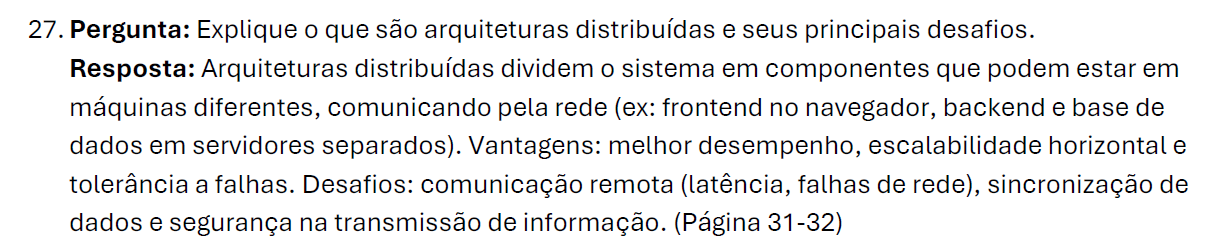 27. Pergunta: Explique o que são arquiteturas distribuídas e seus principais desafios.
Resposta: Arquiteturas distribuídas dividem o sistema em componentes que podem estar em
máquinas diferentes, comunicando pela rede (ex: frontend no navegador, backend e base de
dados em servidores separados). Vantagens: melhor desempenho, escalabilidade horizontal e
tolerância a falhas. Desafios: comunicação remota (latência, falhas de rede), sincronização de
dados e segurança na transmissão de informação. (Página 31-32)